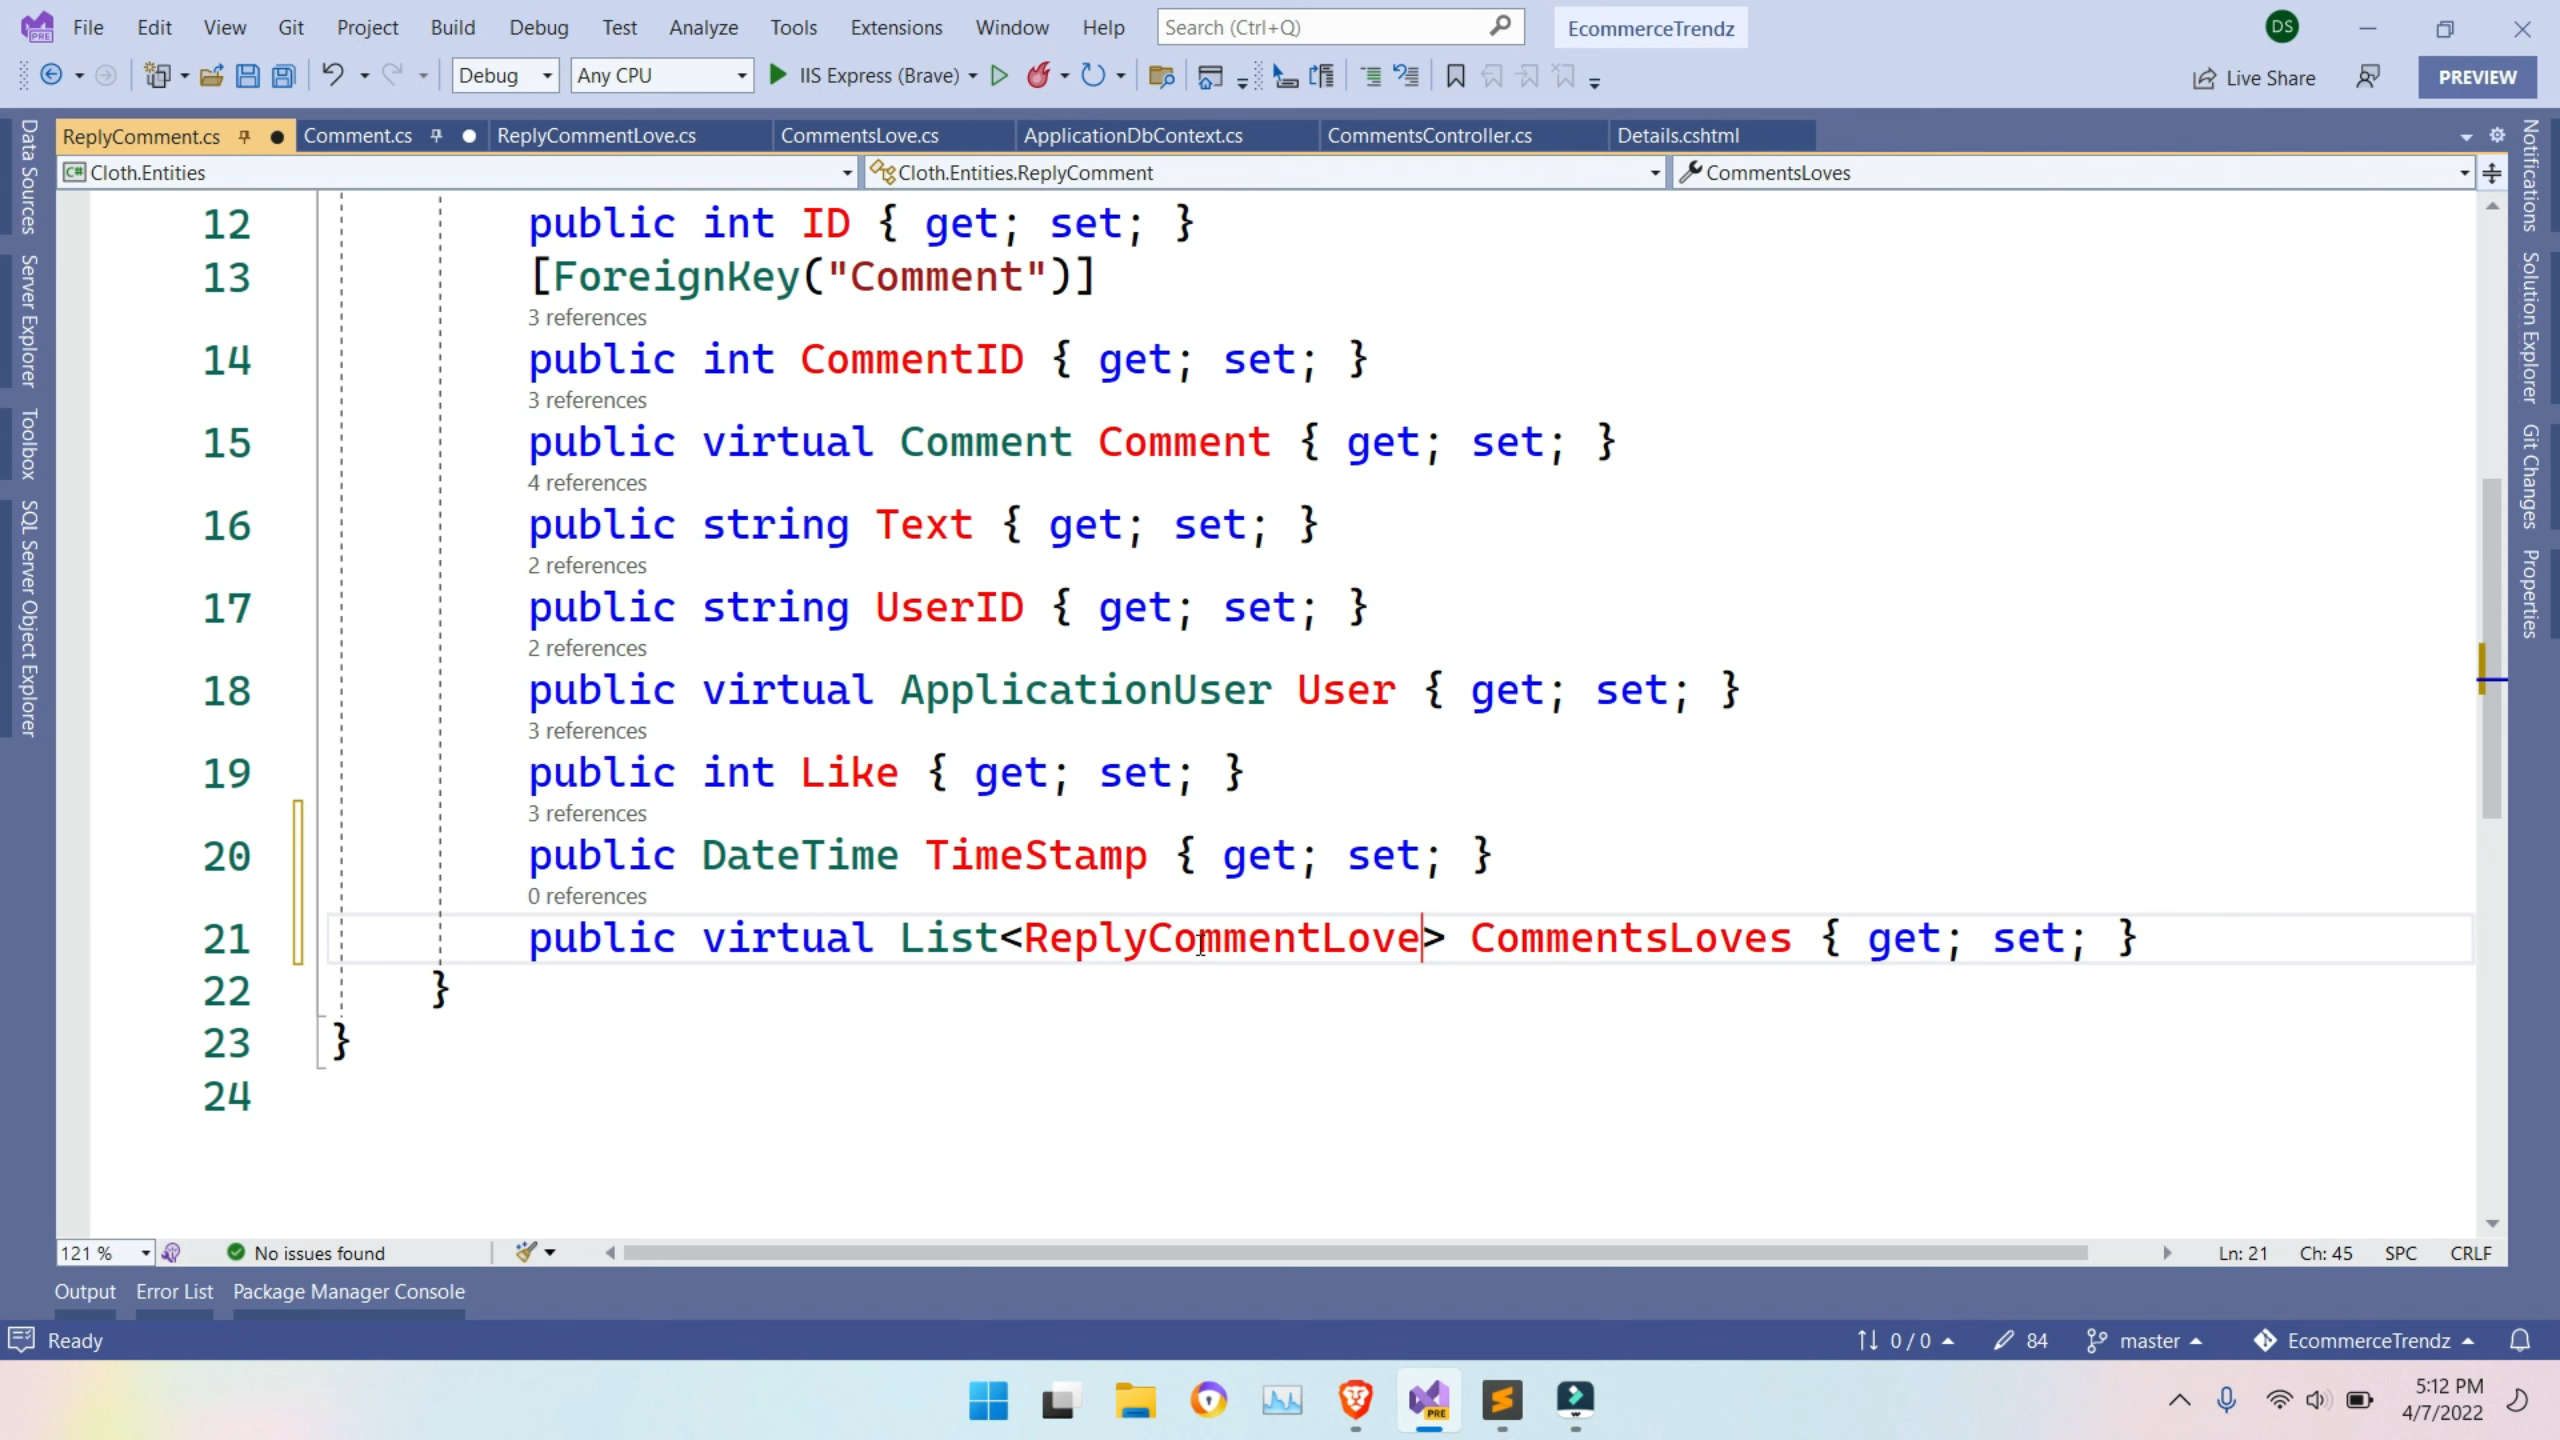 File Edit View Git Project Build Debug Test Analyze Tools Extensions Window Help Search (Ctrl+Q) EcommerceTrendz DS
Debug Any CPU IIS Express (Brave) Live Share PREVIEW
ReplyComment.cs Comment.cs ReplyCommentLove.cs CommentsLove.cs ApplicationDbContext.cs CommentsController.cs Details.cshtml
Cloth.Entities Cloth.Entities.ReplyComment CommentsLoves
Data Sources
Server Explorer
Toolbox
SQL Server Object Explorer
12 public int ID { get; set; }
13 [ForeignKey("Comment")]
3 references
14 public int CommentID { get; set; }
3 references
15 public virtual Comment Comment { get; set; }
4 references
16 public string Text { get; set; }
2 references
17 public string UserID { get; set; }
2 references
18 public virtual ApplicationUser User { get; set; }
3 references
19 public int Like { get; set; }
3 references
20 public DateTime TimeStamp { get; set; }
0 references
21 public virtual List<ReplyCommentLove> CommentsLoves { get; set; }
22 }
23 }
24
Notifications
Solution Explorer
Git Changes
Properties
121 % No issues found Ln: 21 Ch: 45 SPC CRLF
Output Error List Package Manager Console
Ready 0 / 0 84 master EcommerceTrendz
PRE
5:12 PM
4/7/2022